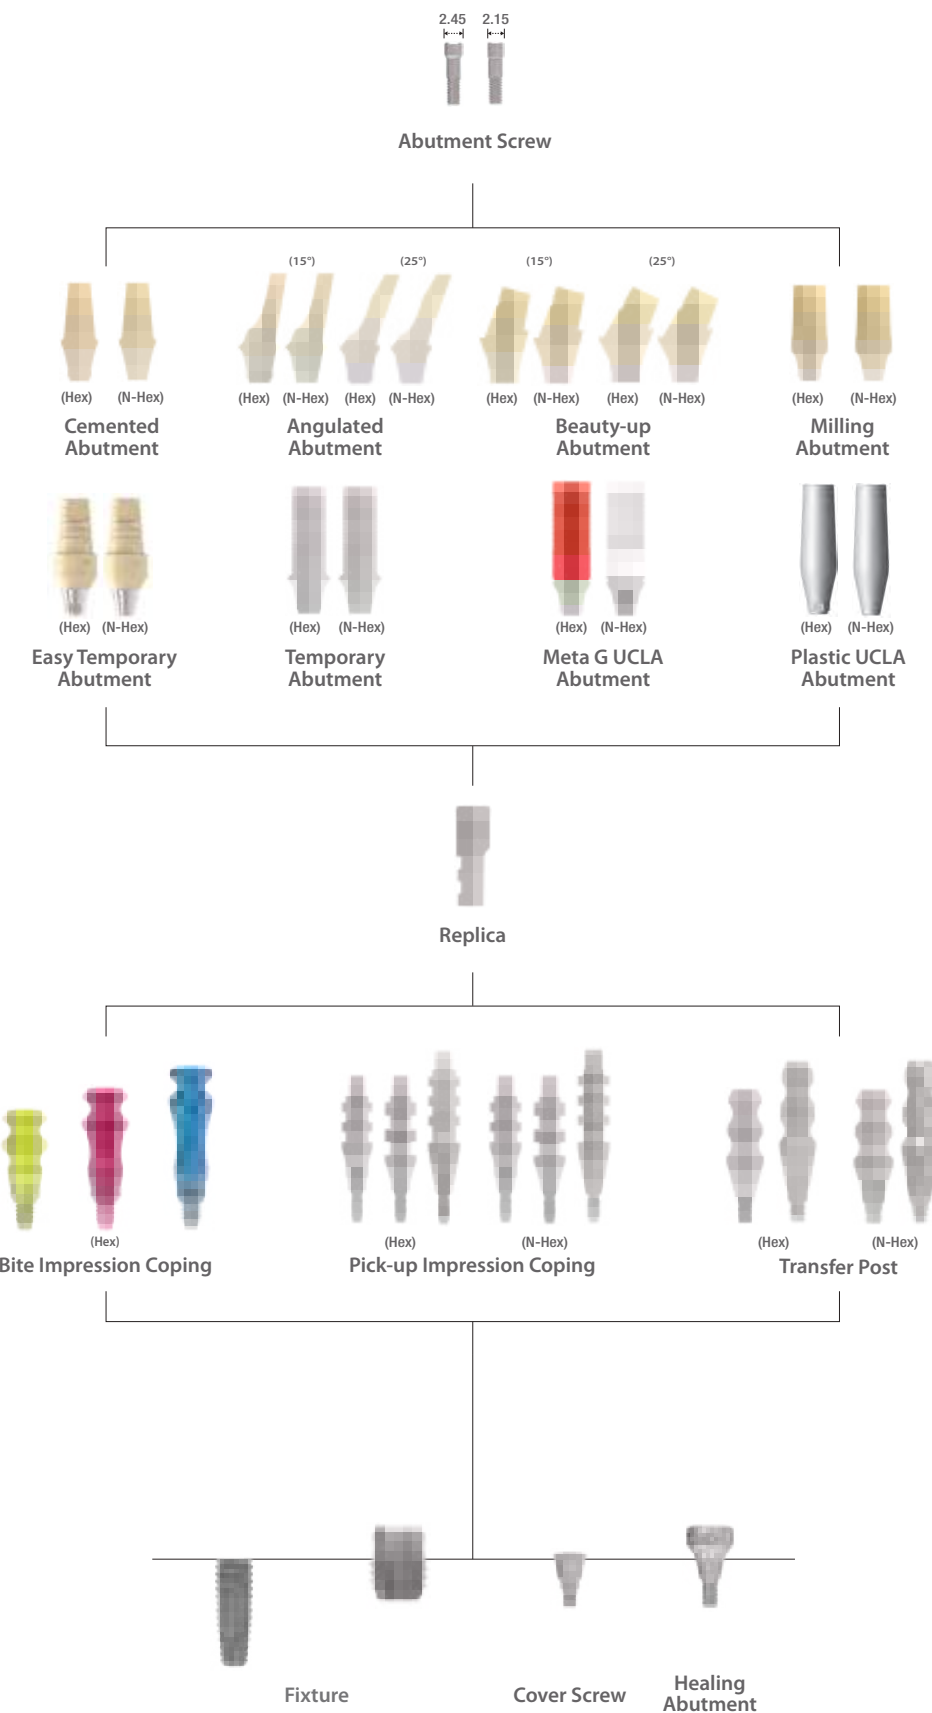 2.45 2.15
Abutment Screw
(15°) (25°) (15°) (25°)
(Hex) (N-Hex) (Hex) (N-Hex) (Hex) (N-Hex) (Hex) (N-Hex) (Hex) (N-Hex) (Hex) (N-Hex)
Cemented Angulated Beauty-up Milling
Abutment Abutment Abutment Abutment
(Hex) (N-Hex) (Hex) (N-Hex) (Hex) (N-Hex) (Hex) (N-Hex)
Easy Temporary Temporary Meta G UCLA Plastic UCLA
Abutment Abutment Abutment Abutment
Replica
(Hex) (Hex) (N-Hex) (Hex) (N-Hex)
Bite Impression Coping Pick-up Impression Coping Transfer Post
Fixture Cover Screw Healing
Abutment